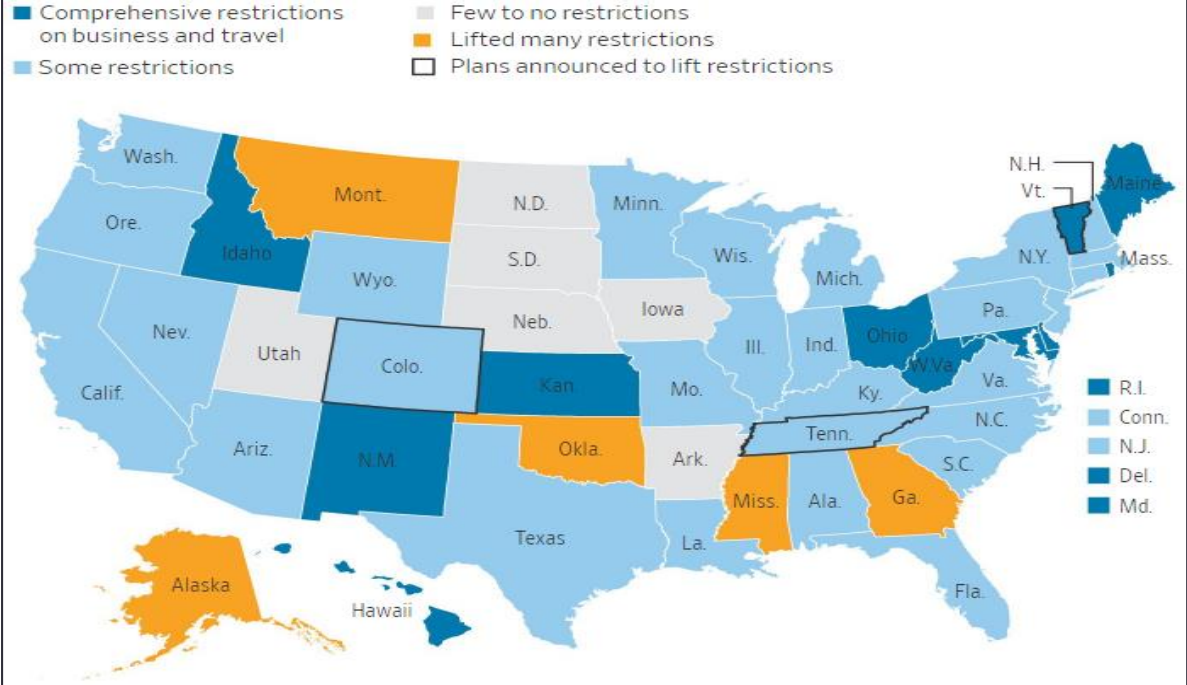 Comprehensive restrictions
on business and travel
Some restrictions
Few to no restrictions
Lifted many restrictions
Plans announced to lift restrictions
Wash.
Mont.
N.D.
Minn.
N.H.
Vt.
Maine
Ore.
Idaho
S.D.
Wis.
Mich.
N.Y.
Mass.
Wyo.
Neb.
Iowa
Pa.
Nev.
Utah
Colo.
Ill.
Ind.
Ohio
W.Va.
Va.
Calif.
Kan
Mo.
Ky.
R.I.
Conn.
N.J.
Del.
Md.
Ariz.
N.M.
Okla.
Ark.
Tenn.
N.C.
S.C.
Texas
La.
Miss.
Ala.
Ga.
Fla.
Alaska
Hawaii